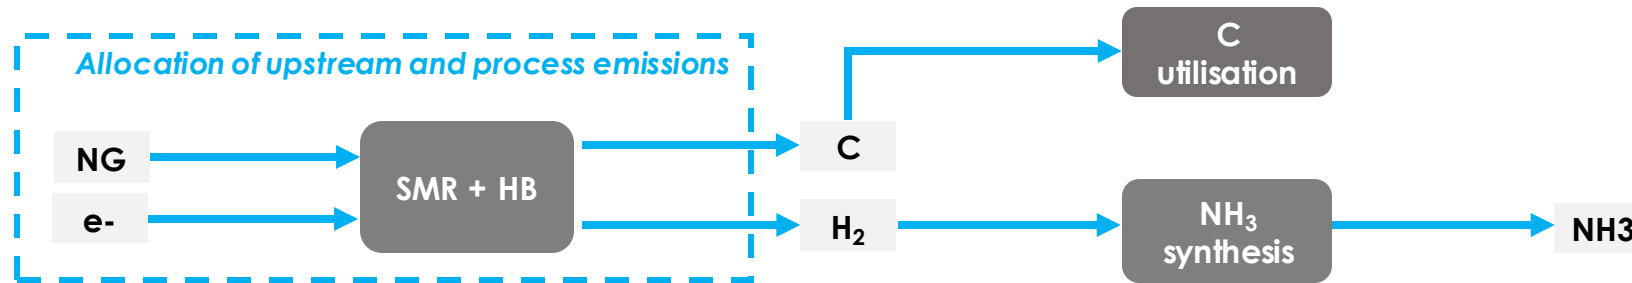 Allocation of upstream and process emissions
NG
e-
SMR + HB
C
H₂
C
utilisation
NH₃
synthesis
NH3